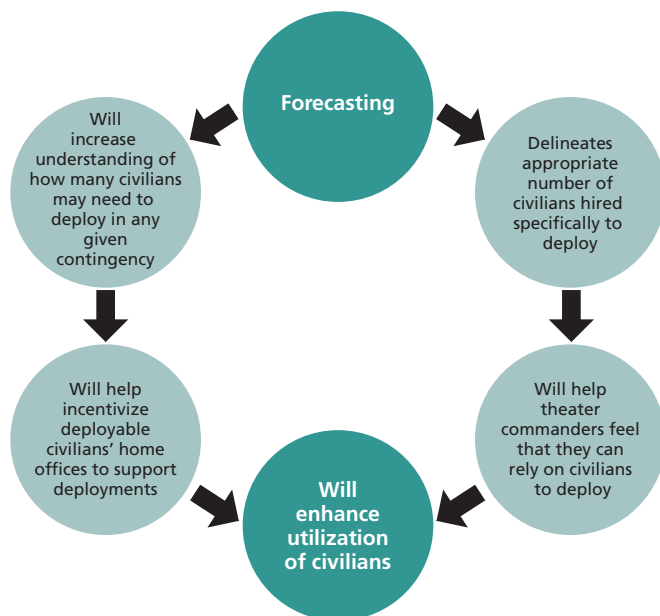 Forecasting
Will
increase
understanding of
how many civilians
may need to
deploy in any
given
contingency
Delineates
appropriate
number of
civilians hired
specifically to
deploy
Will help
incentivize
deployable
civilians’ home
offices to support
deployments
Will help
theater
commanders feel
that they can
rely on civilians
to deploy
Will
enhance
utilization
of civilians